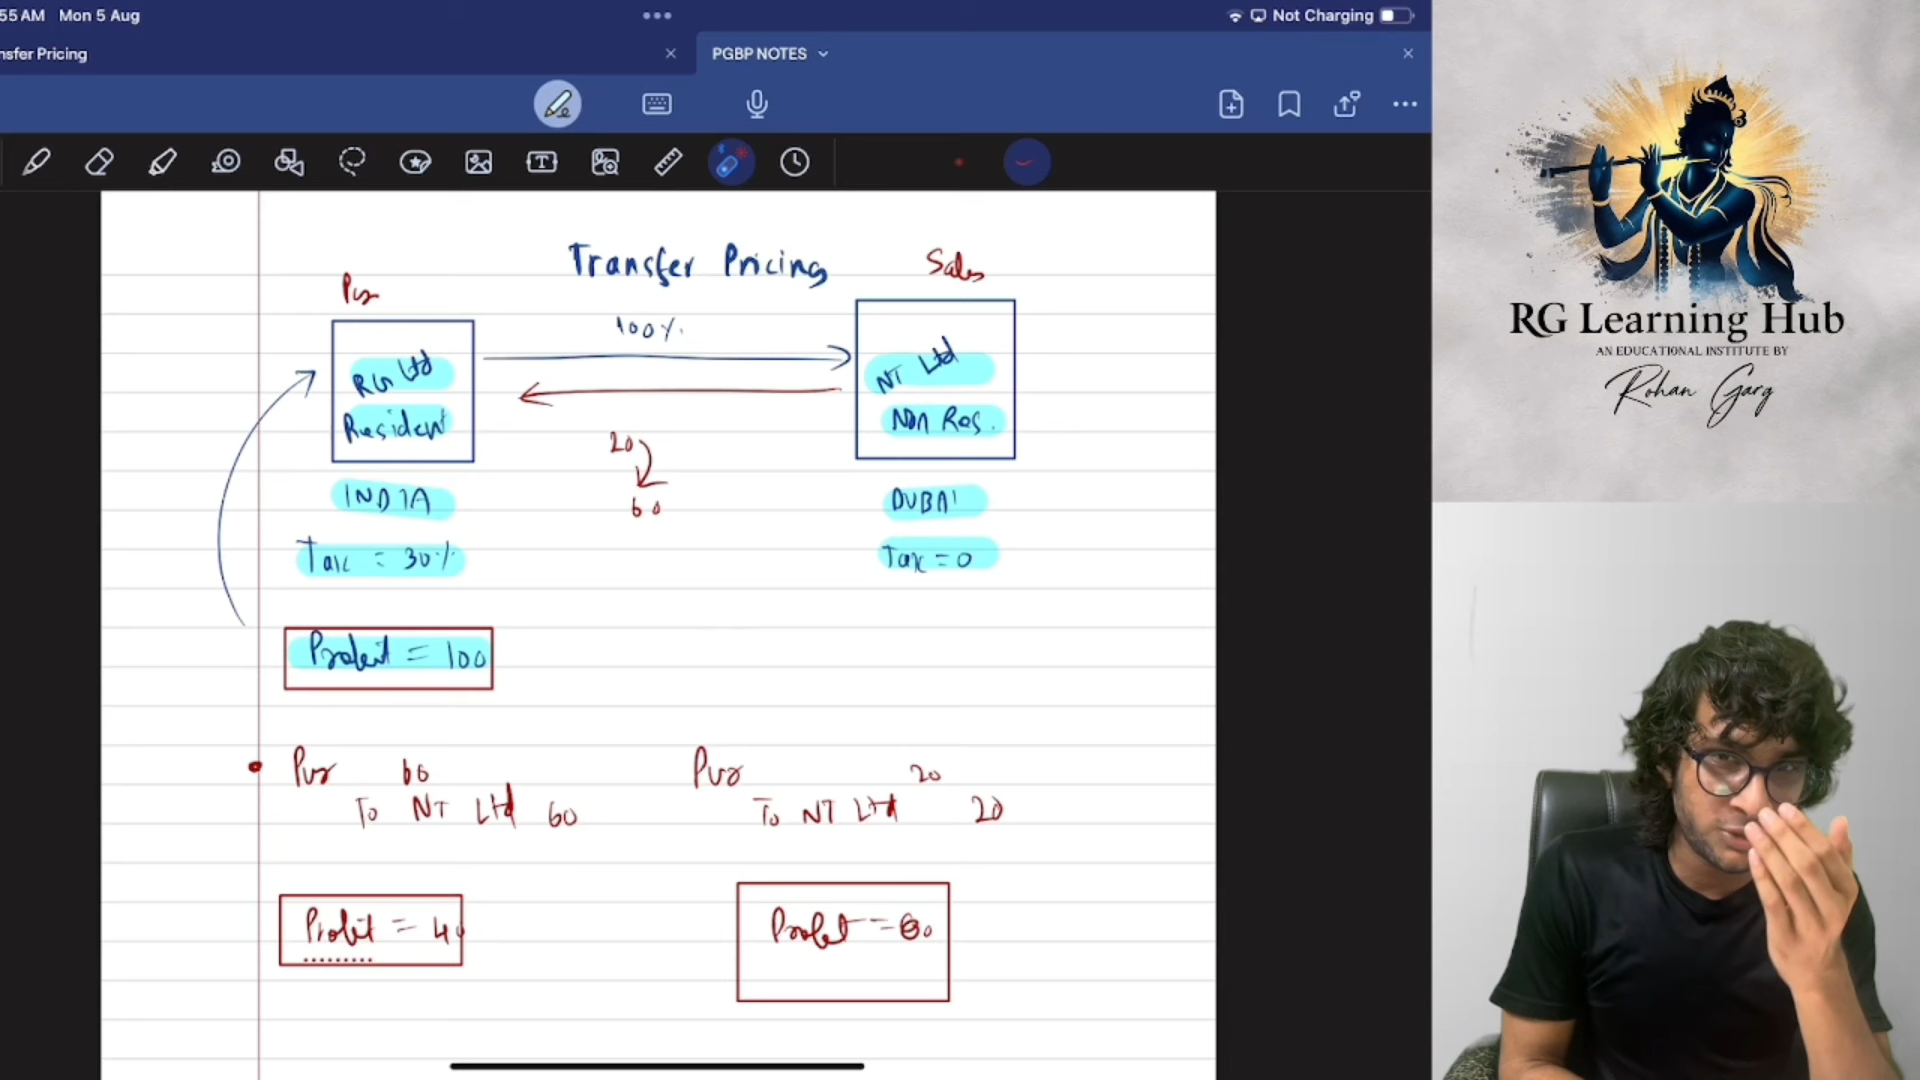 55 AM Mon 5 Aug
Not Charging
nsfer Pricing
PGBP NOTES
Transfer Pricing
Sales
Pur
100%
RG Ltd
Resident
NT Ltd
Non Res.
20
60
INDIA
DUBAI
Tax = 30%
Tax = 0
Profit = 100
Pur 60
To NT Ltd 60
Pur 20
To NT Ltd 20
Profit = 40
Profit = 80
RG Learning Hub
AN EDUCATIONAL INSTITUTE BY
Rohan Garg